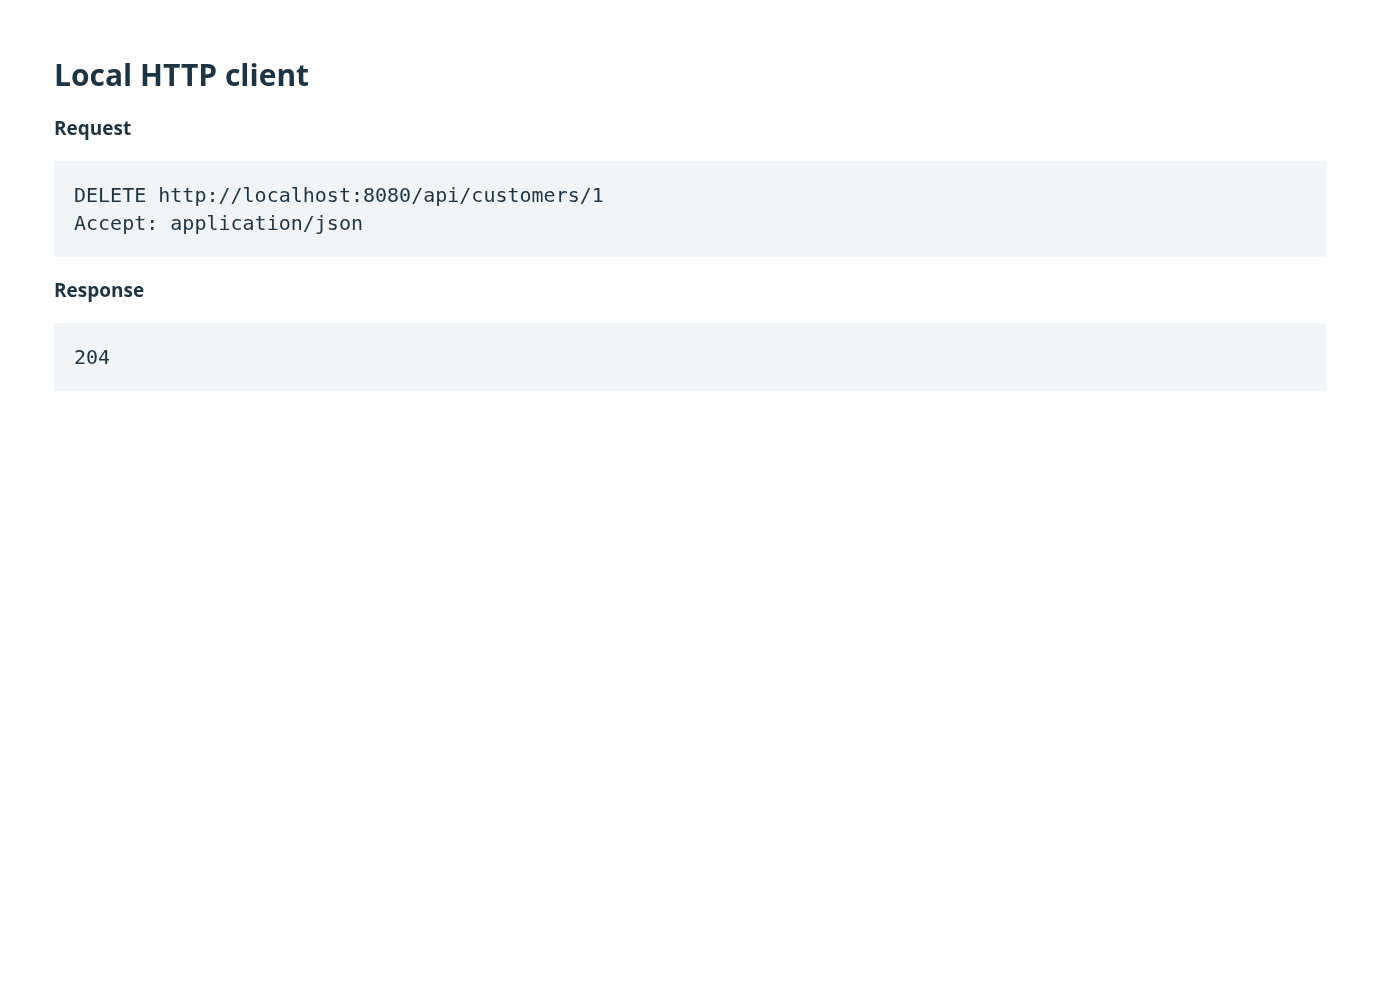 Local HTTP client
Request
DELETE http://localhost:8080/api/customers/1
Accept: application/json
Response
204